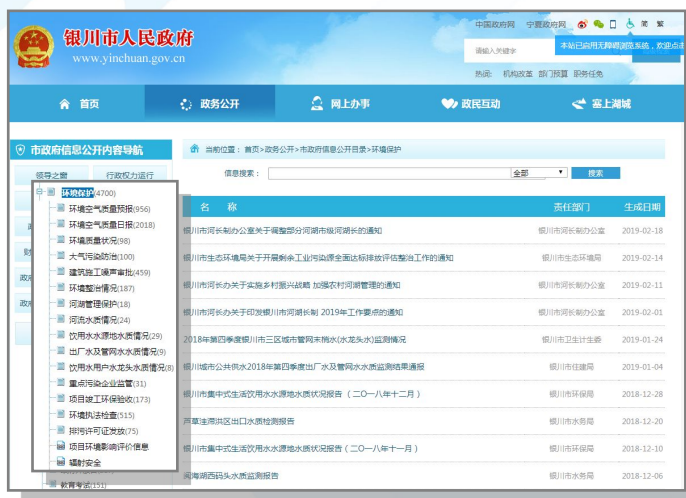 中国政府网 宁夏政府网 简 繁
银川市人民政府
www.yinchuan.gov.cn
请输入关键字
本站已启用无障碍浏览系统，欢迎点击
热词: 机构改革 部门预算 职务任免
首页 政务公开 网上办事 政民互动 塞上湖城
市政府信息公开内容导航
当前位置：首页>政务公开>市政府信息公开目录>环境保护
领导之窗 行政权力运行
信息搜索： 全部 搜索
环境保护(4700)
环境空气质量预报(956)
环境空气质量日报(2018)
环境质量状况(98)
大气污染防治(100)
建筑施工噪声审批(459)
环境整治情况(187)
河湖管理保护(18)
河流水质情况(24)
饮用水水源地水质情况(29)
出厂水及管网水水质情况(9)
饮用水用户水龙头水质情况(8)
重点污染企业监管(31)
项目竣工环保验收(173)
环境执法检查(515)
排污许可证发放(75)
项目环境影响评价信息
辐射安全
教育考试(151)
名 称 责任部门 生成日期
银川市河长制办公室关于调整部分河湖市级河湖长的通知 银川市河长制办公室 2019-02-18
银川市生态环境局关于开展剩余工业污染源全面达标排放评估整治工作的通知 银川市生态环境局 2019-02-14
银川市河长办关于实施乡村振兴战略 加强农村河湖管理的通知 银川市河长制办公室 2019-02-11
银川市河长办关于印发银川市河湖长制 2019年工作要点的通知 银川市河长制办公室 2019-02-01
2018年第四季度银川市三区城市管网末梢水(水龙头水)监测情况 银川市卫生计生委 2019-01-24
银川城市公共供水2018年第四季度出厂水及管网水水质监测结果通报 银川市住建局 2019-01-04
银川市集中式生活饮用水水源地水质状况报告（二〇一八年十二月） 银川市环保局 2018-12-28
芦草洼滞洪区出口水质检测报告 银川市水务局 2018-12-20
银川市集中式生活饮用水水源地水质状况报告（二〇一八年十一月） 银川市环保局 2018-12-10
阅海湖西码头水质监测报告 银川市水务局 2018-12-06